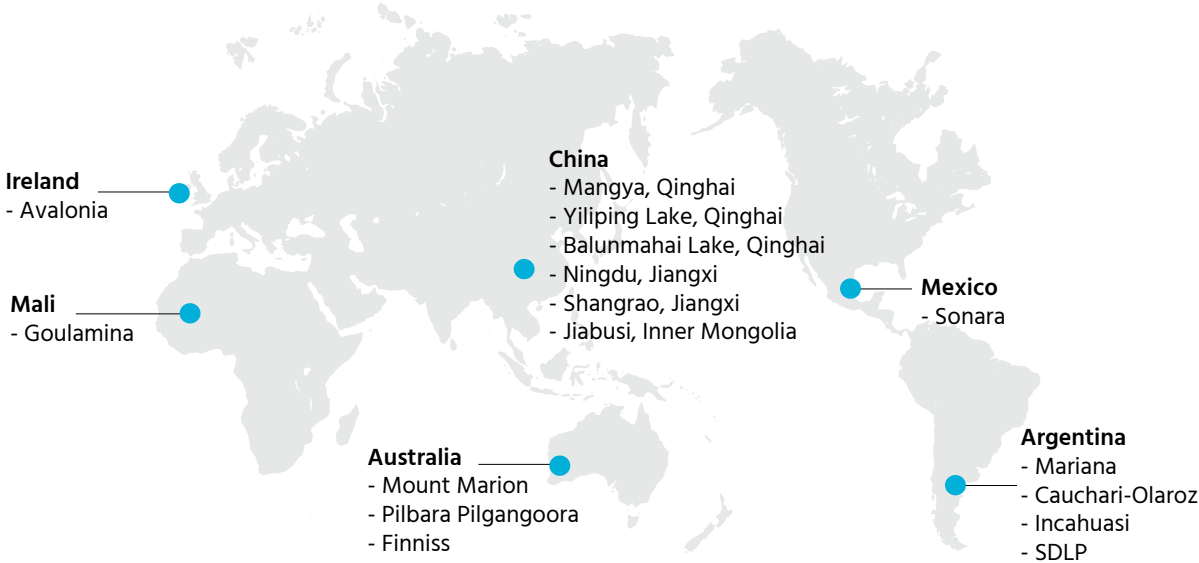 Ireland
- Avalonia
Mali
- Goulamina
China
- Mangya, Qinghai
- Yiliping Lake, Qinghai
- Balunmahai Lake, Qinghai
- Ningdu, Jiangxi
- Shangrao, Jiangxi
- Jiabusi, Inner Mongolia
Mexico
- Sonara
Australia
- Mount Marion
- Pilbara Pilgangoora
- Finniss
Argentina
- Mariana
- Cauchari-Olaroz
- Incahuasi
- SDLP